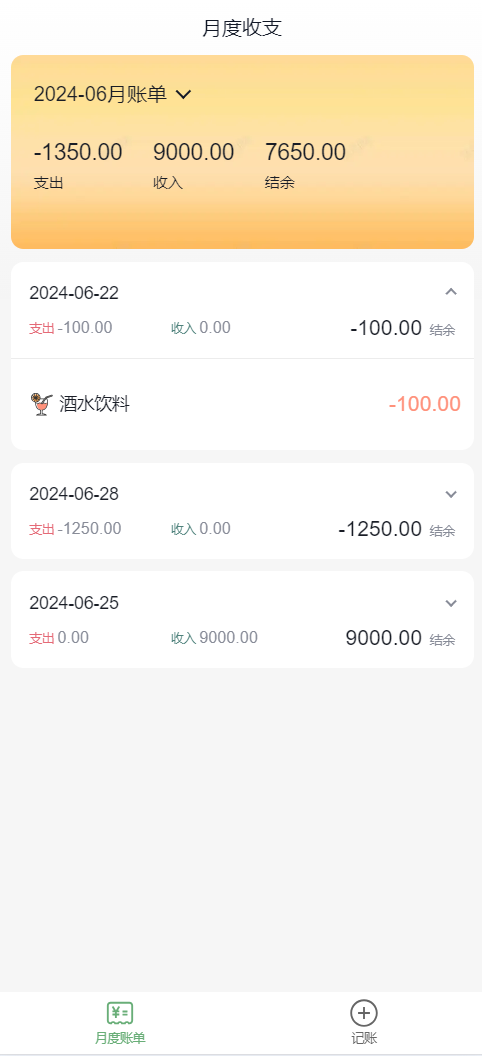 月度收支
2024-06月账单
-1350.00 9000.00 7650.00
支出 收入 结余
2024-06-22
支出 -100.00 收入 0.00 -100.00 结余
酒水饮料 -100.00
2024-06-28
支出 -1250.00 收入 0.00 -1250.00 结余
2024-06-25
支出 0.00 收入 9000.00 9000.00 结余
月度账单 记账